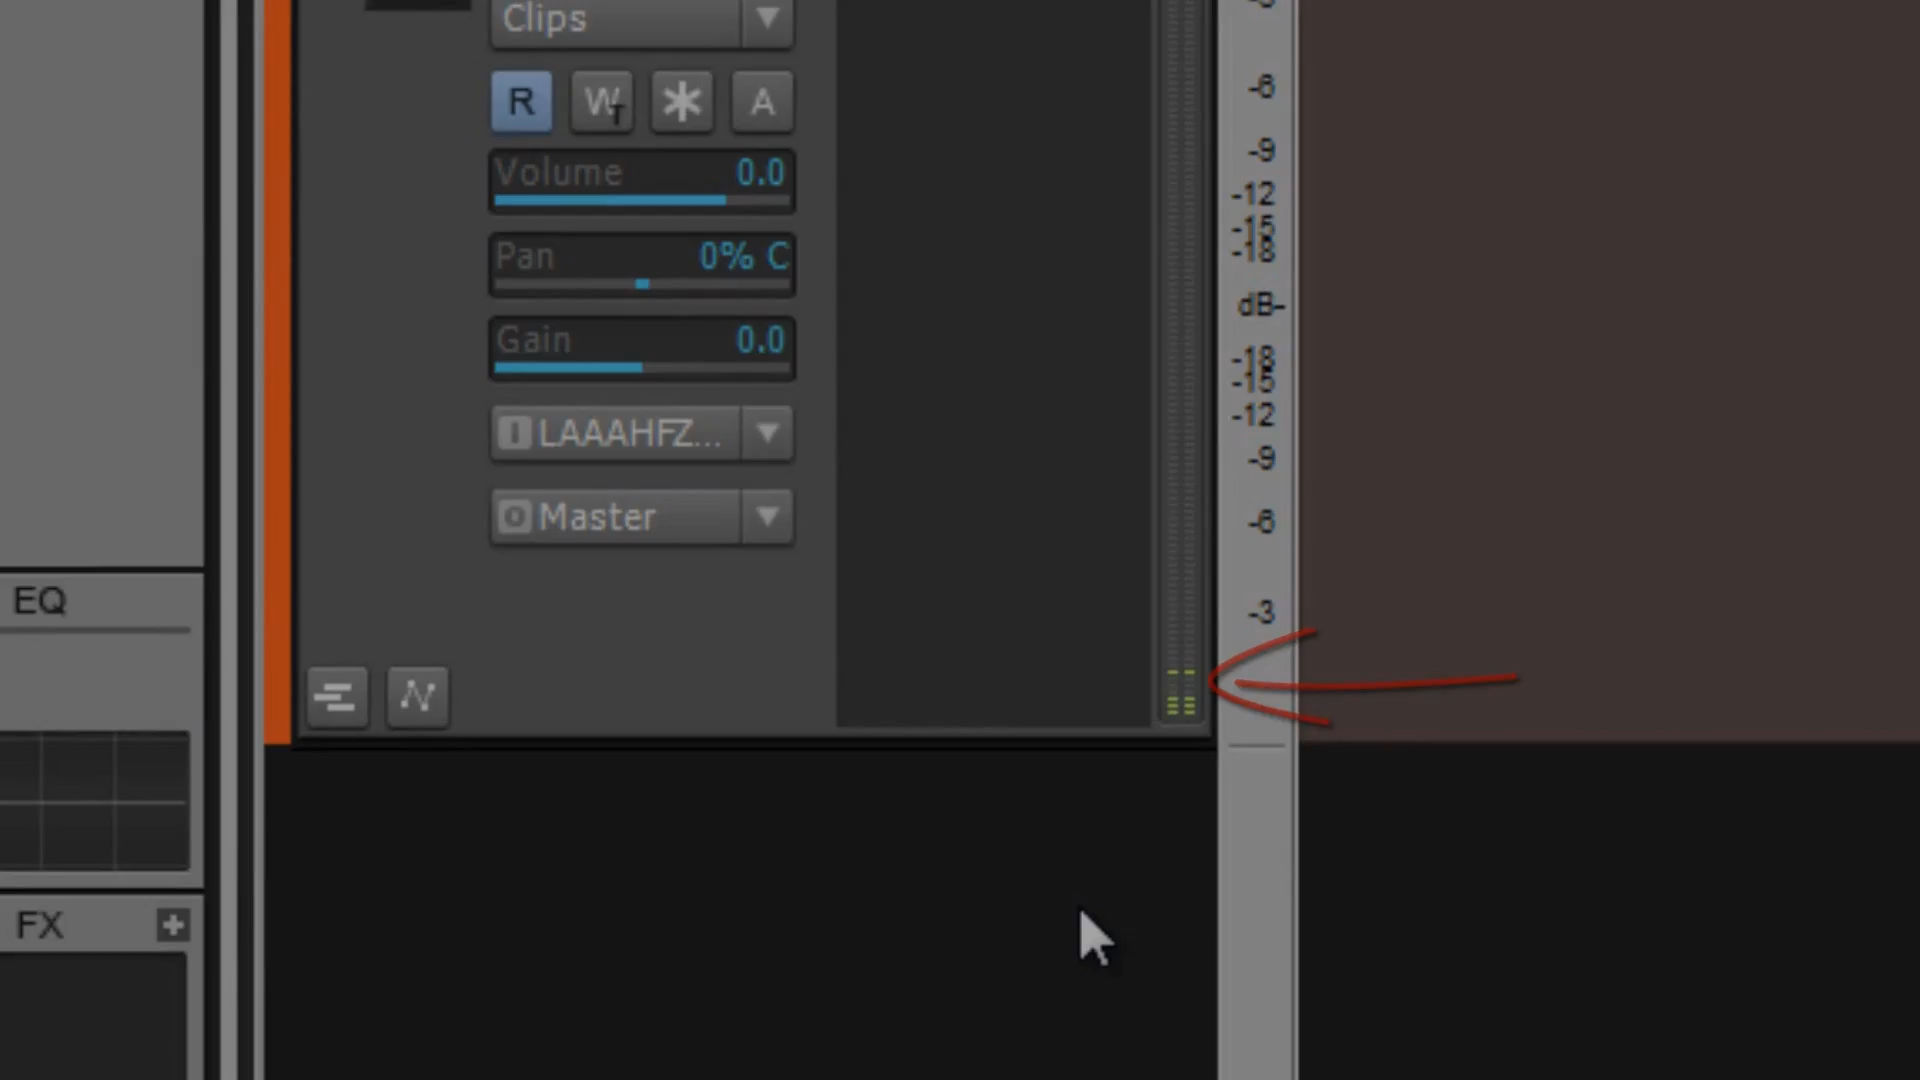 Clips
R W T * A
Volume 0.0
Pan 0% C
Gain 0.0
I LAAAHFZ...
O Master
-6
-9
-12
-15
-18
dB-
-18
-15
-12
-9
-6
-3
EQ
FX +